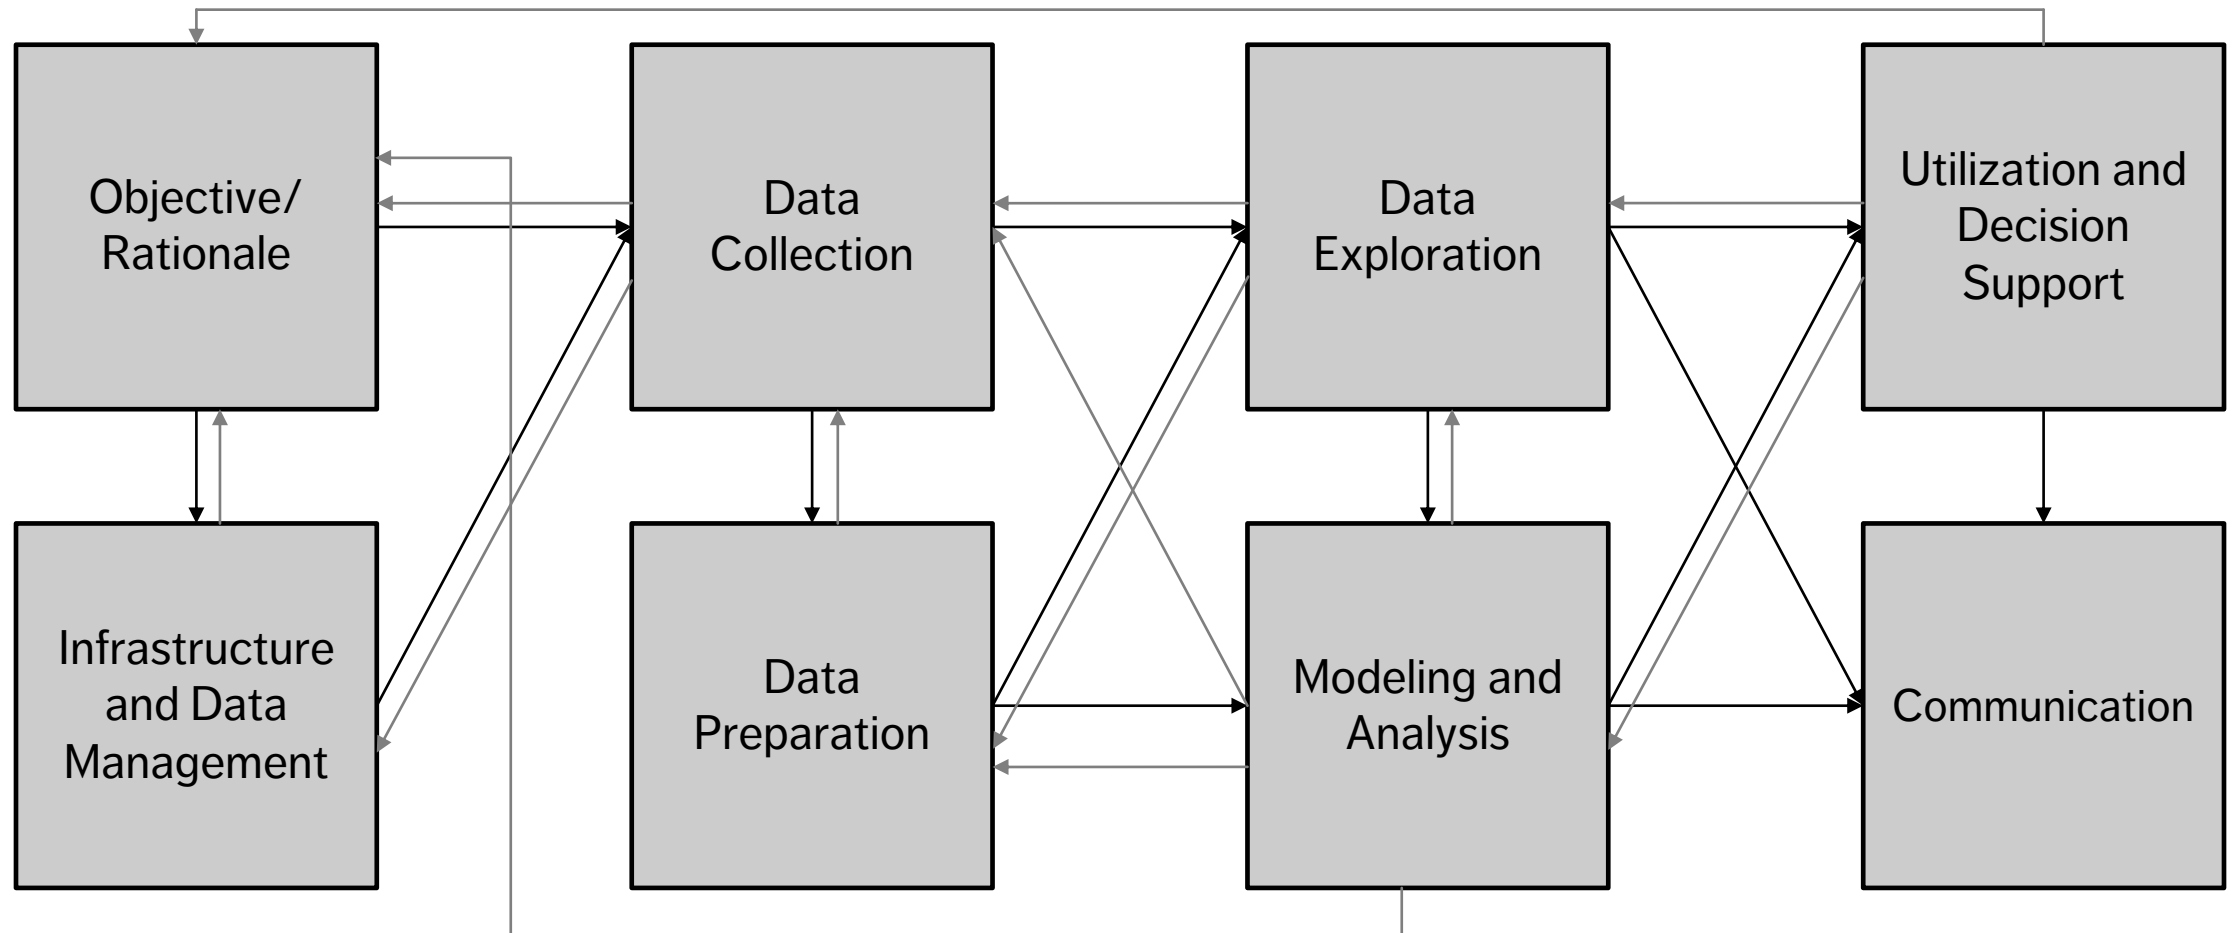 Objective/
Rationale
Data
Collection
Data
Exploration
Utilization and
Decision
Support
Infrastructure
and Data
Management
Data
Preparation
Modeling and
Analysis
Communication